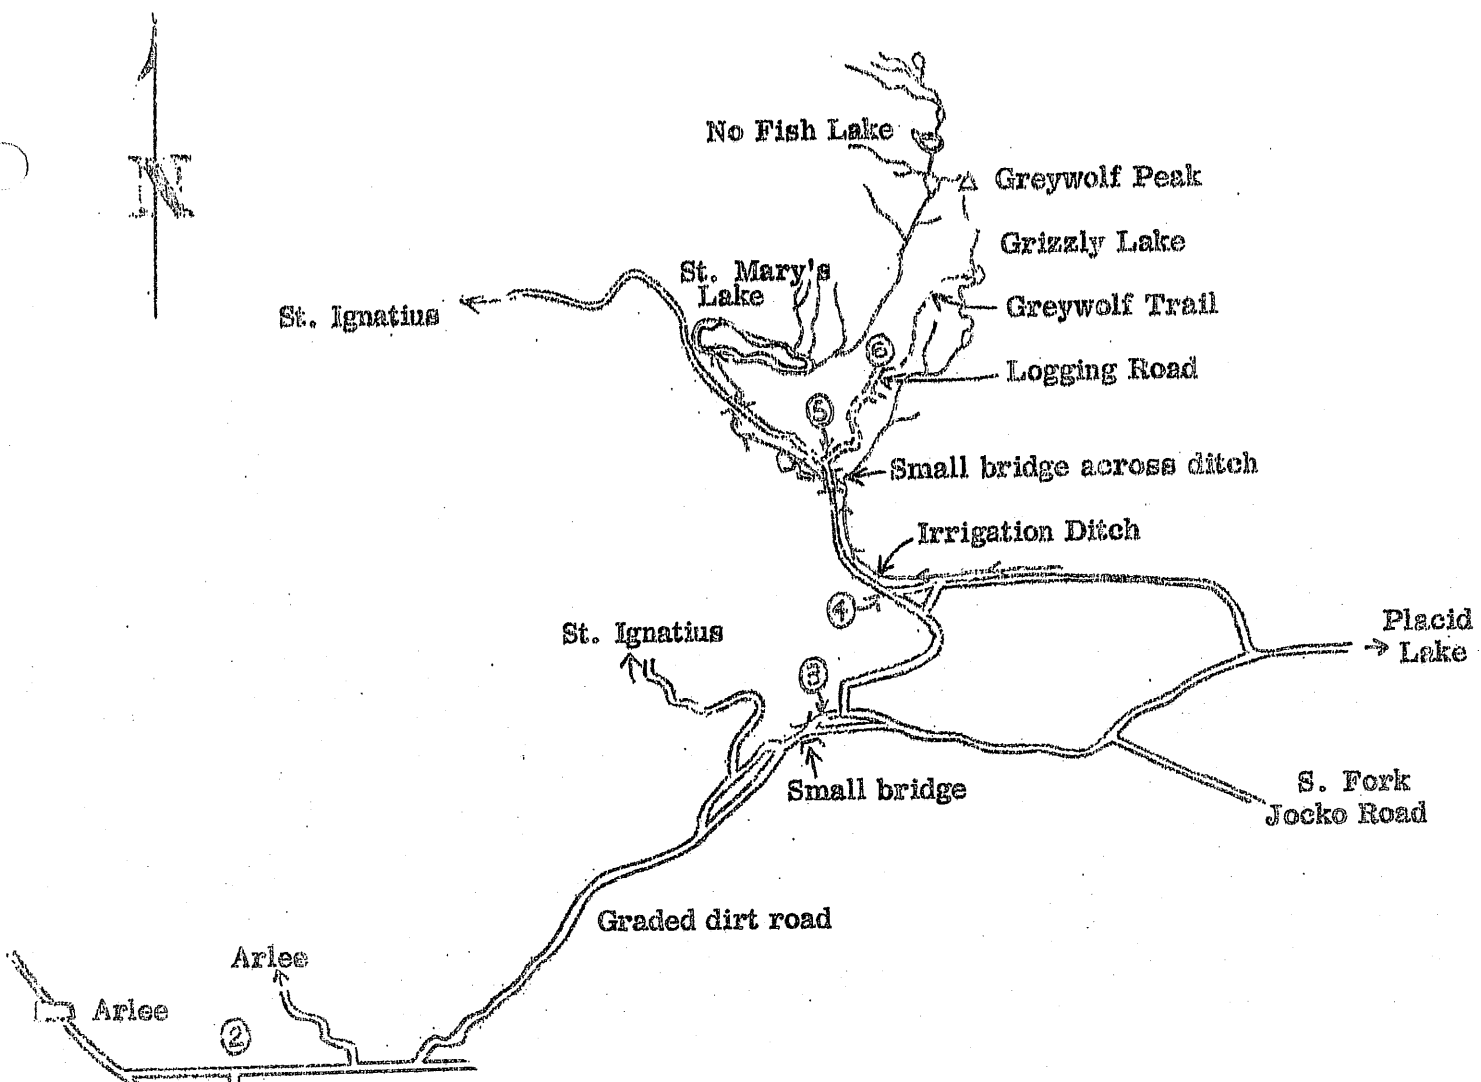 N
No Fish Lake
Greywolf Peak
Grizzly Lake
St. Mary's
Lake
St. Ignatius
Greywolf Trail
6
Logging Road
5
Small bridge across ditch
Irrigation Ditch
4
St. Ignatius
Placid
Lake
3
Small bridge
S. Fork
Jocko Road
Graded dirt road
Arlee
Arlee
2